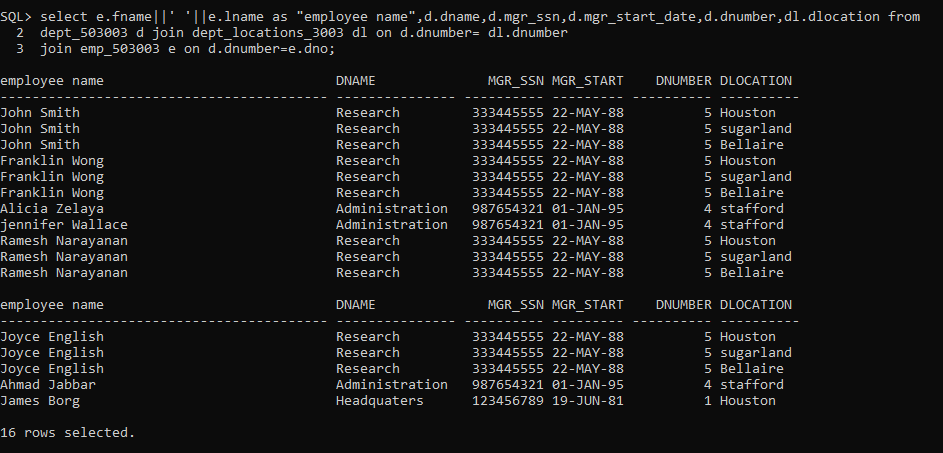 SQL> select e.fname||' '||e.lname as "employee name",d.dname,d.mgr_ssn,d.mgr_start_date,d.dnumber,dl.dlocation from
  2  dept_503003 d join dept_locations_3003 dl on d.dnumber= dl.dnumber
  3  join emp_503003 e on d.dnumber=e.dno;

employee name                             DNAME              MGR_SSN MGR_START    DNUMBER DLOCATION
----------------------------------------- --------------- ---------- --------- ---------- ----------
John Smith                                Research         333445555 22-MAY-88          5 Houston
John Smith                                Research         333445555 22-MAY-88          5 sugarland
John Smith                                Research         333445555 22-MAY-88          5 Bellaire
Franklin Wong                             Research         333445555 22-MAY-88          5 Houston
Franklin Wong                             Research         333445555 22-MAY-88          5 sugarland
Franklin Wong                             Research         333445555 22-MAY-88          5 Bellaire
Alicia Zelaya                             Administration   987654321 01-JAN-95          4 stafford
jennifer Wallace                          Administration   987654321 01-JAN-95          4 stafford
Ramesh Narayanan                          Research         333445555 22-MAY-88          5 Houston
Ramesh Narayanan                          Research         333445555 22-MAY-88          5 sugarland
Ramesh Narayanan                          Research         333445555 22-MAY-88          5 Bellaire

employee name                             DNAME              MGR_SSN MGR_START    DNUMBER DLOCATION
----------------------------------------- --------------- ---------- --------- ---------- ----------
Joyce English                             Research         333445555 22-MAY-88          5 Houston
Joyce English                             Research         333445555 22-MAY-88          5 sugarland
Joyce English                             Research         333445555 22-MAY-88          5 Bellaire
Ahmad Jabbar                              Administration   987654321 01-JAN-95          4 stafford
James Borg                                Headquaters      123456789 19-JUN-81          1 Houston

16 rows selected.